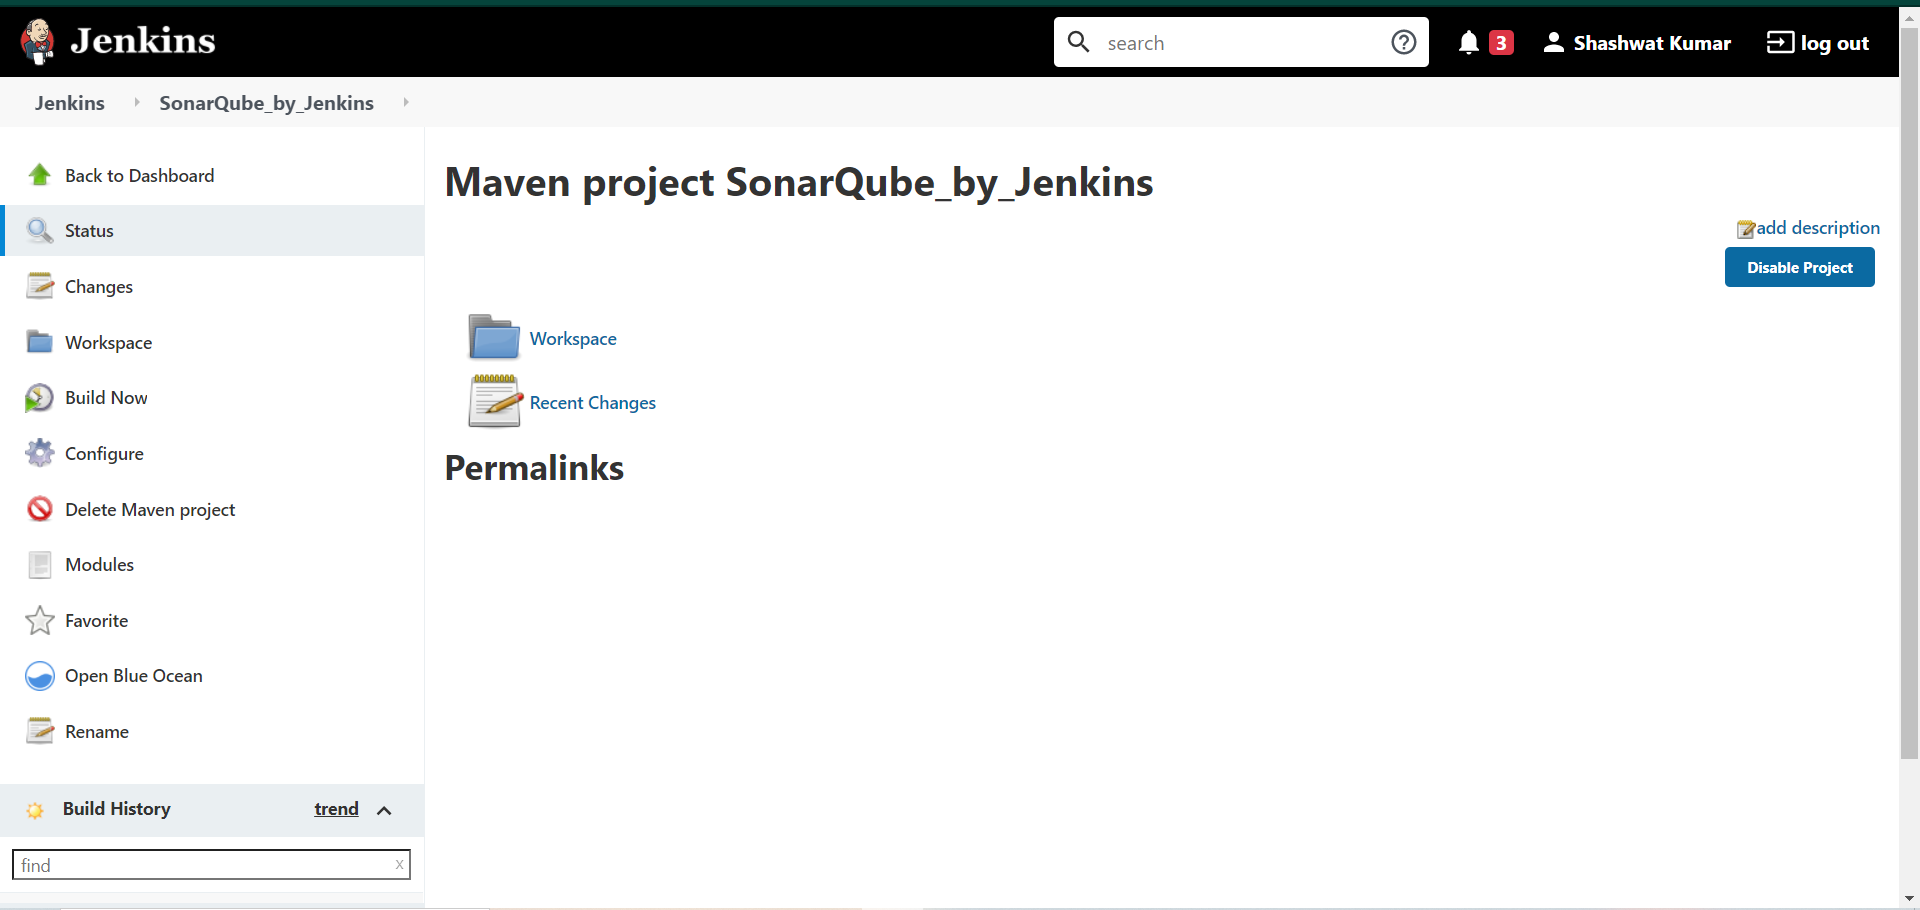 Jenkins
search
3
Shashwat Kumar
log out
Jenkins
SonarQube_by_Jenkins
Back to Dashboard
Status
Changes
Workspace
Build Now
Configure
Delete Maven project
Modules
Favorite
Open Blue Ocean
Rename
Build History
trend
find
x
Maven project SonarQube_by_Jenkins
add description
Disable Project
Workspace
Recent Changes
Permalinks